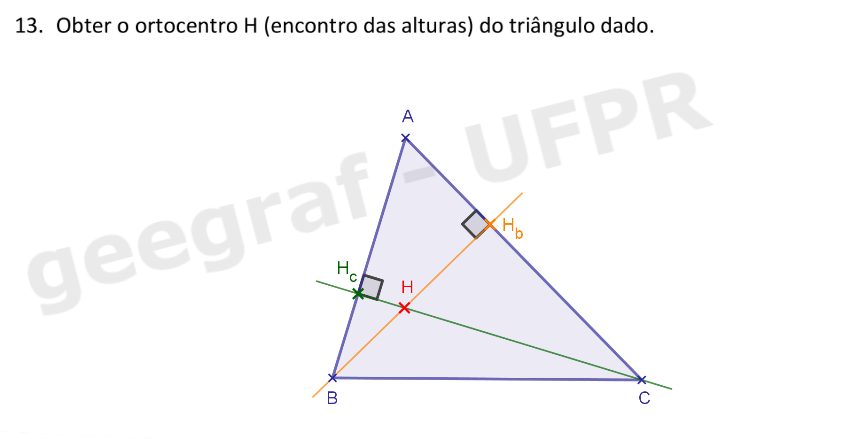 13. Obter o ortocentro H (encontro das alturas) do triângulo dado.
geegraf - UFPR
A
H_b
H_c
H
B
C